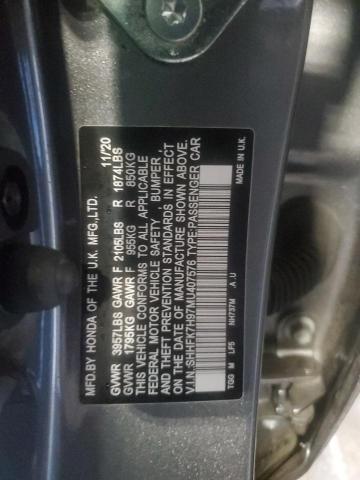 MFD.BY HONDA OF THE U.K. MFG.,LTD. 11/20
GVWR 3957LBS GAWR F 2105LBS R 1874LBS
GVWR 1795KG GAWR F 955KG R 850KG
THIS VEHICLE CONFORMS TO ALL APPLICABLE
FEDERAL MOTOR VEHICLE SAFETY, BUMPER,
AND THEFT PREVENTION STANDARDS IN EFFECT
ON THE DATE OF MANUFACTURE SHOWN ABOVE.
V.I.N.:SHHFK7H97MU407576 TYPE:PASSENGER CAR
MADE IN U.K.
A U
TGG M LF5 NH737M